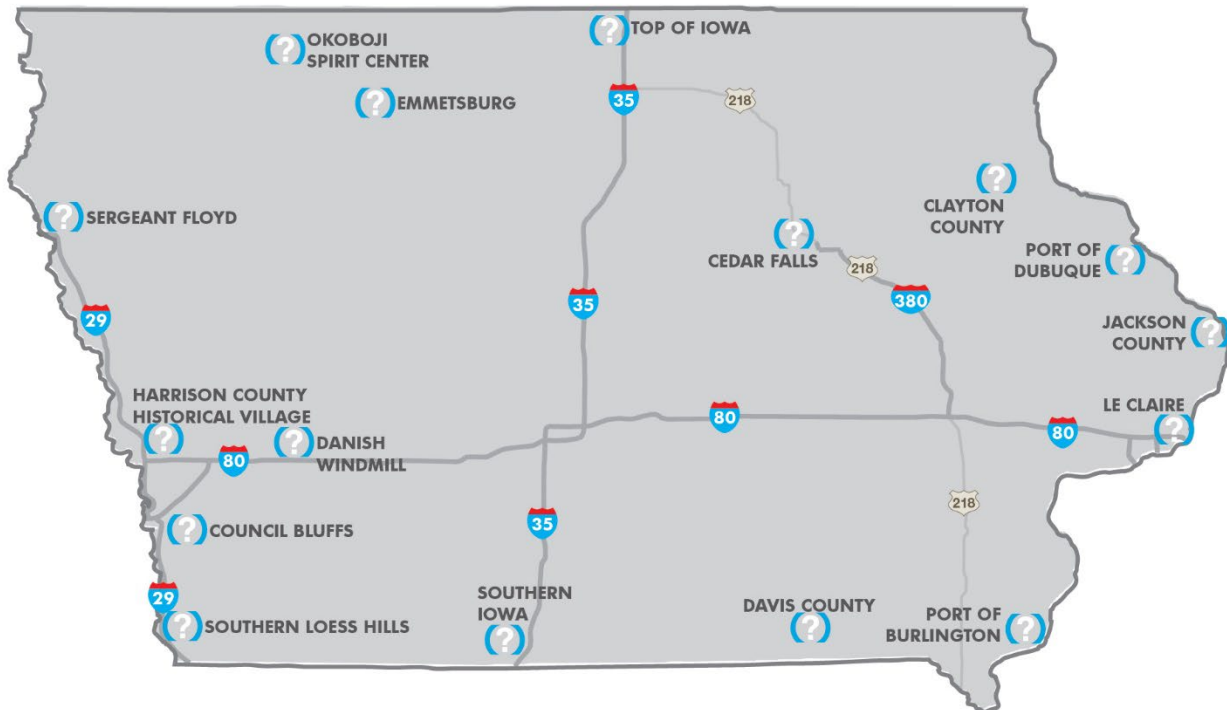 OKOBOJI
SPIRIT CENTER
?
TOP OF IOWA
?
EMMETSBURG
?
35
218
?
CLAYTON
COUNTY
?
SERGEANT FLOYD
?
CEDAR FALLS
PORT OF
DUBUQUE
?
218
380
35
29
JACKSON
COUNTY
?
HARRISON COUNTY
HISTORICAL VILLAGE
?
?
DANISH
WINDMILL
80
80
80
LE CLAIRE
?
?
COUNCIL BLUFFS
35
218
29
?
SOUTHERN LOESS HILLS
SOUTHERN
IOWA
?
DAVIS COUNTY
?
PORT OF
BURLINGTON
?